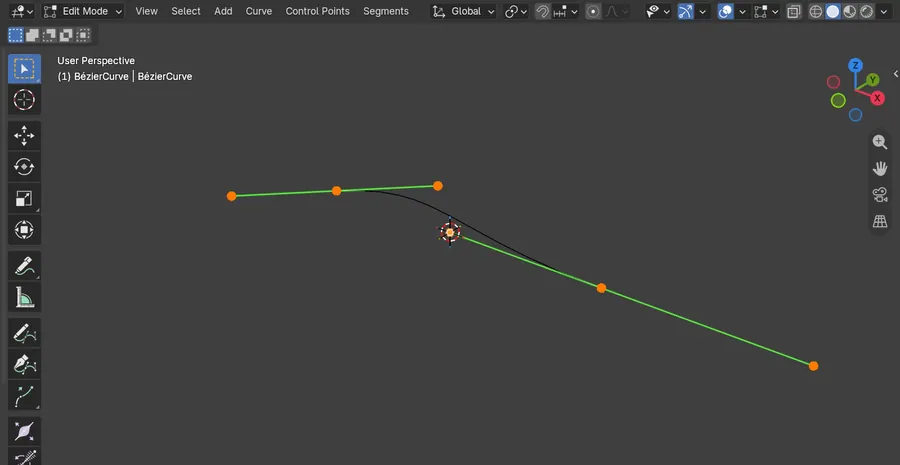 Edit Mode View Select Add Curve Control Points Segments Global
User Perspective
(1) BézierCurve | BézierCurve
Z
Y
X